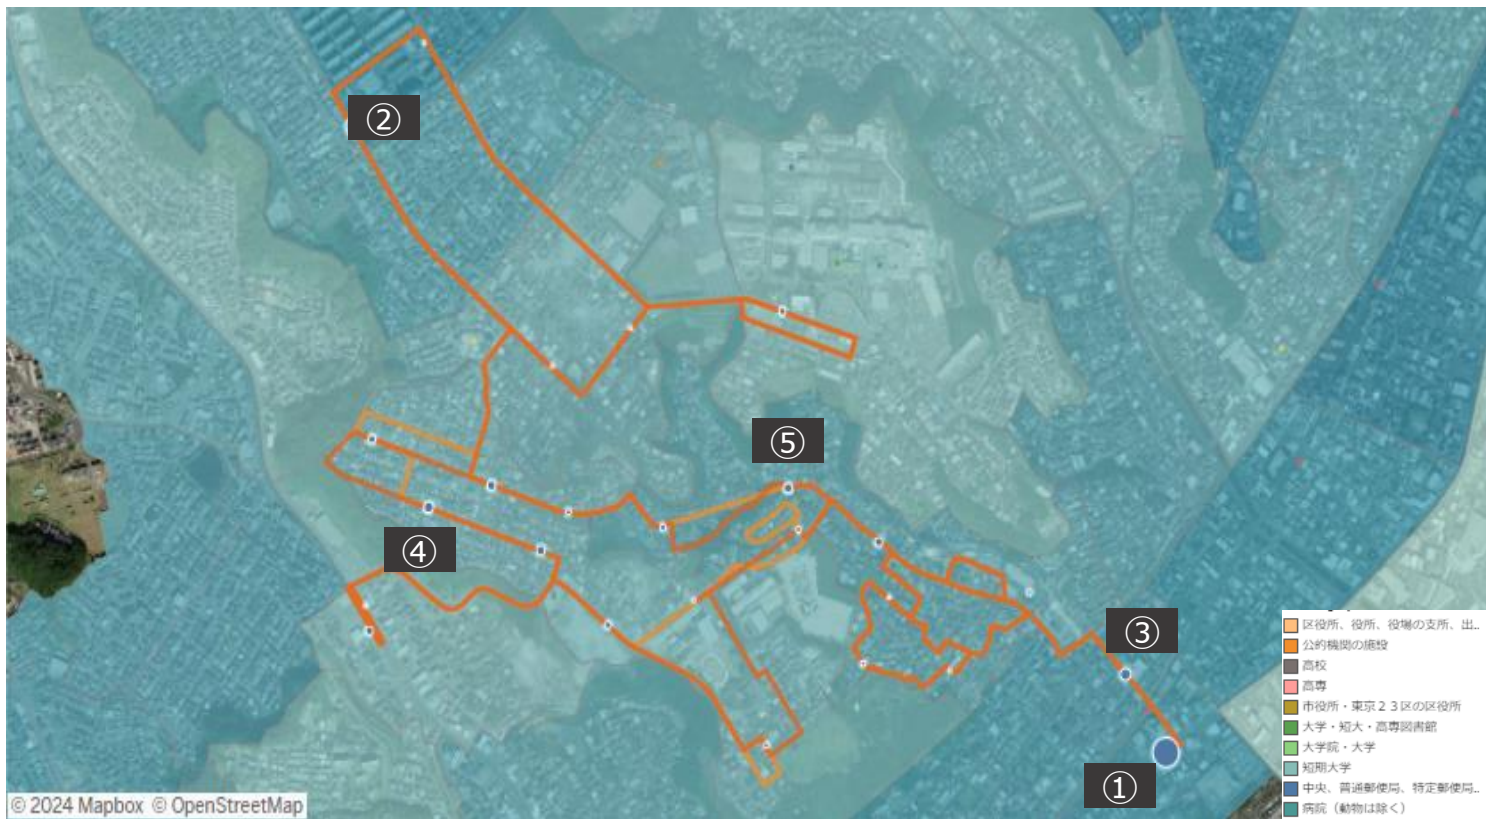 ②
⑤
④
③
①
区役所、役所、役場の支所、出..
公的機関の施設
高校
高専
市役所・東京２３区の区役所
大学・短大・高専図書館
大学院・大学
短期大学
中央、普通郵便局、特定郵便局..
病院（動物は除く）
© 2024 Mapbox © OpenStreetMap